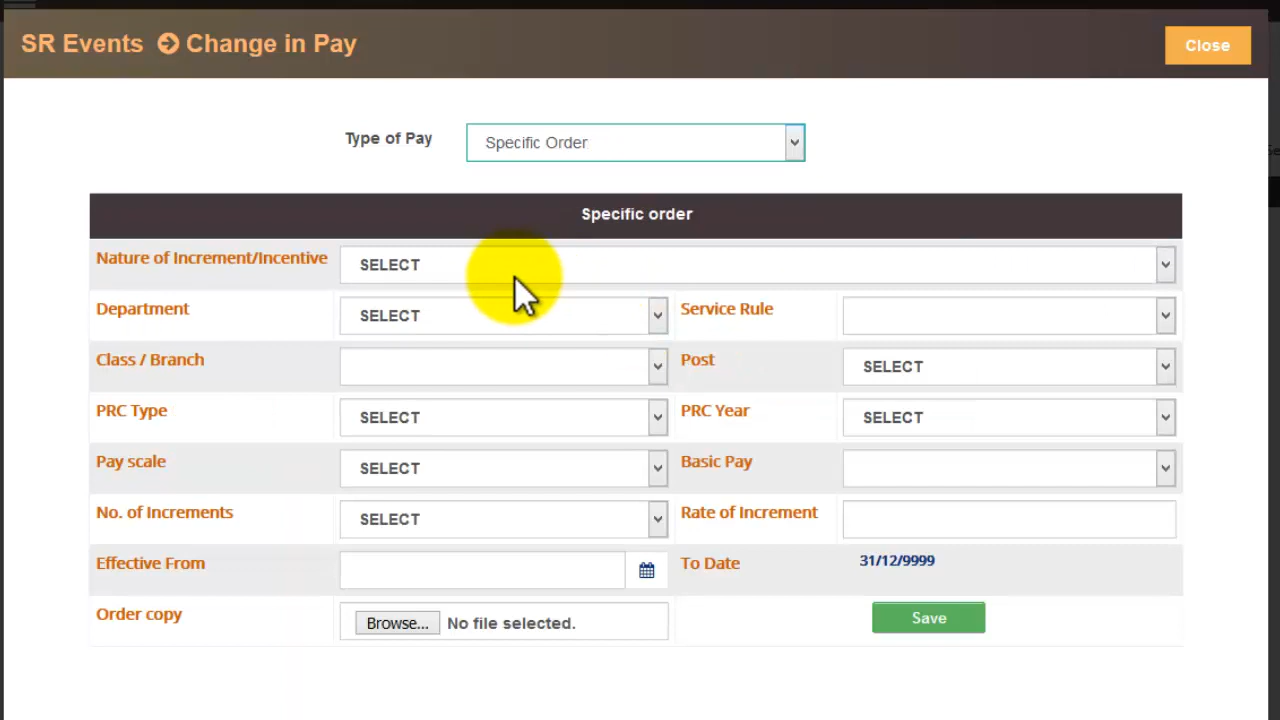 SR Events Change in Pay
Close
Type of Pay Specific Order
Specific order
Nature of Increment/Incentive SELECT
Department SELECT Service Rule
Class / Branch Post SELECT
PRC Type SELECT PRC Year SELECT
Pay scale SELECT Basic Pay
No. of Increments SELECT Rate of Increment
Effective From To Date 31/12/9999
Order copy Browse... No file selected. Save